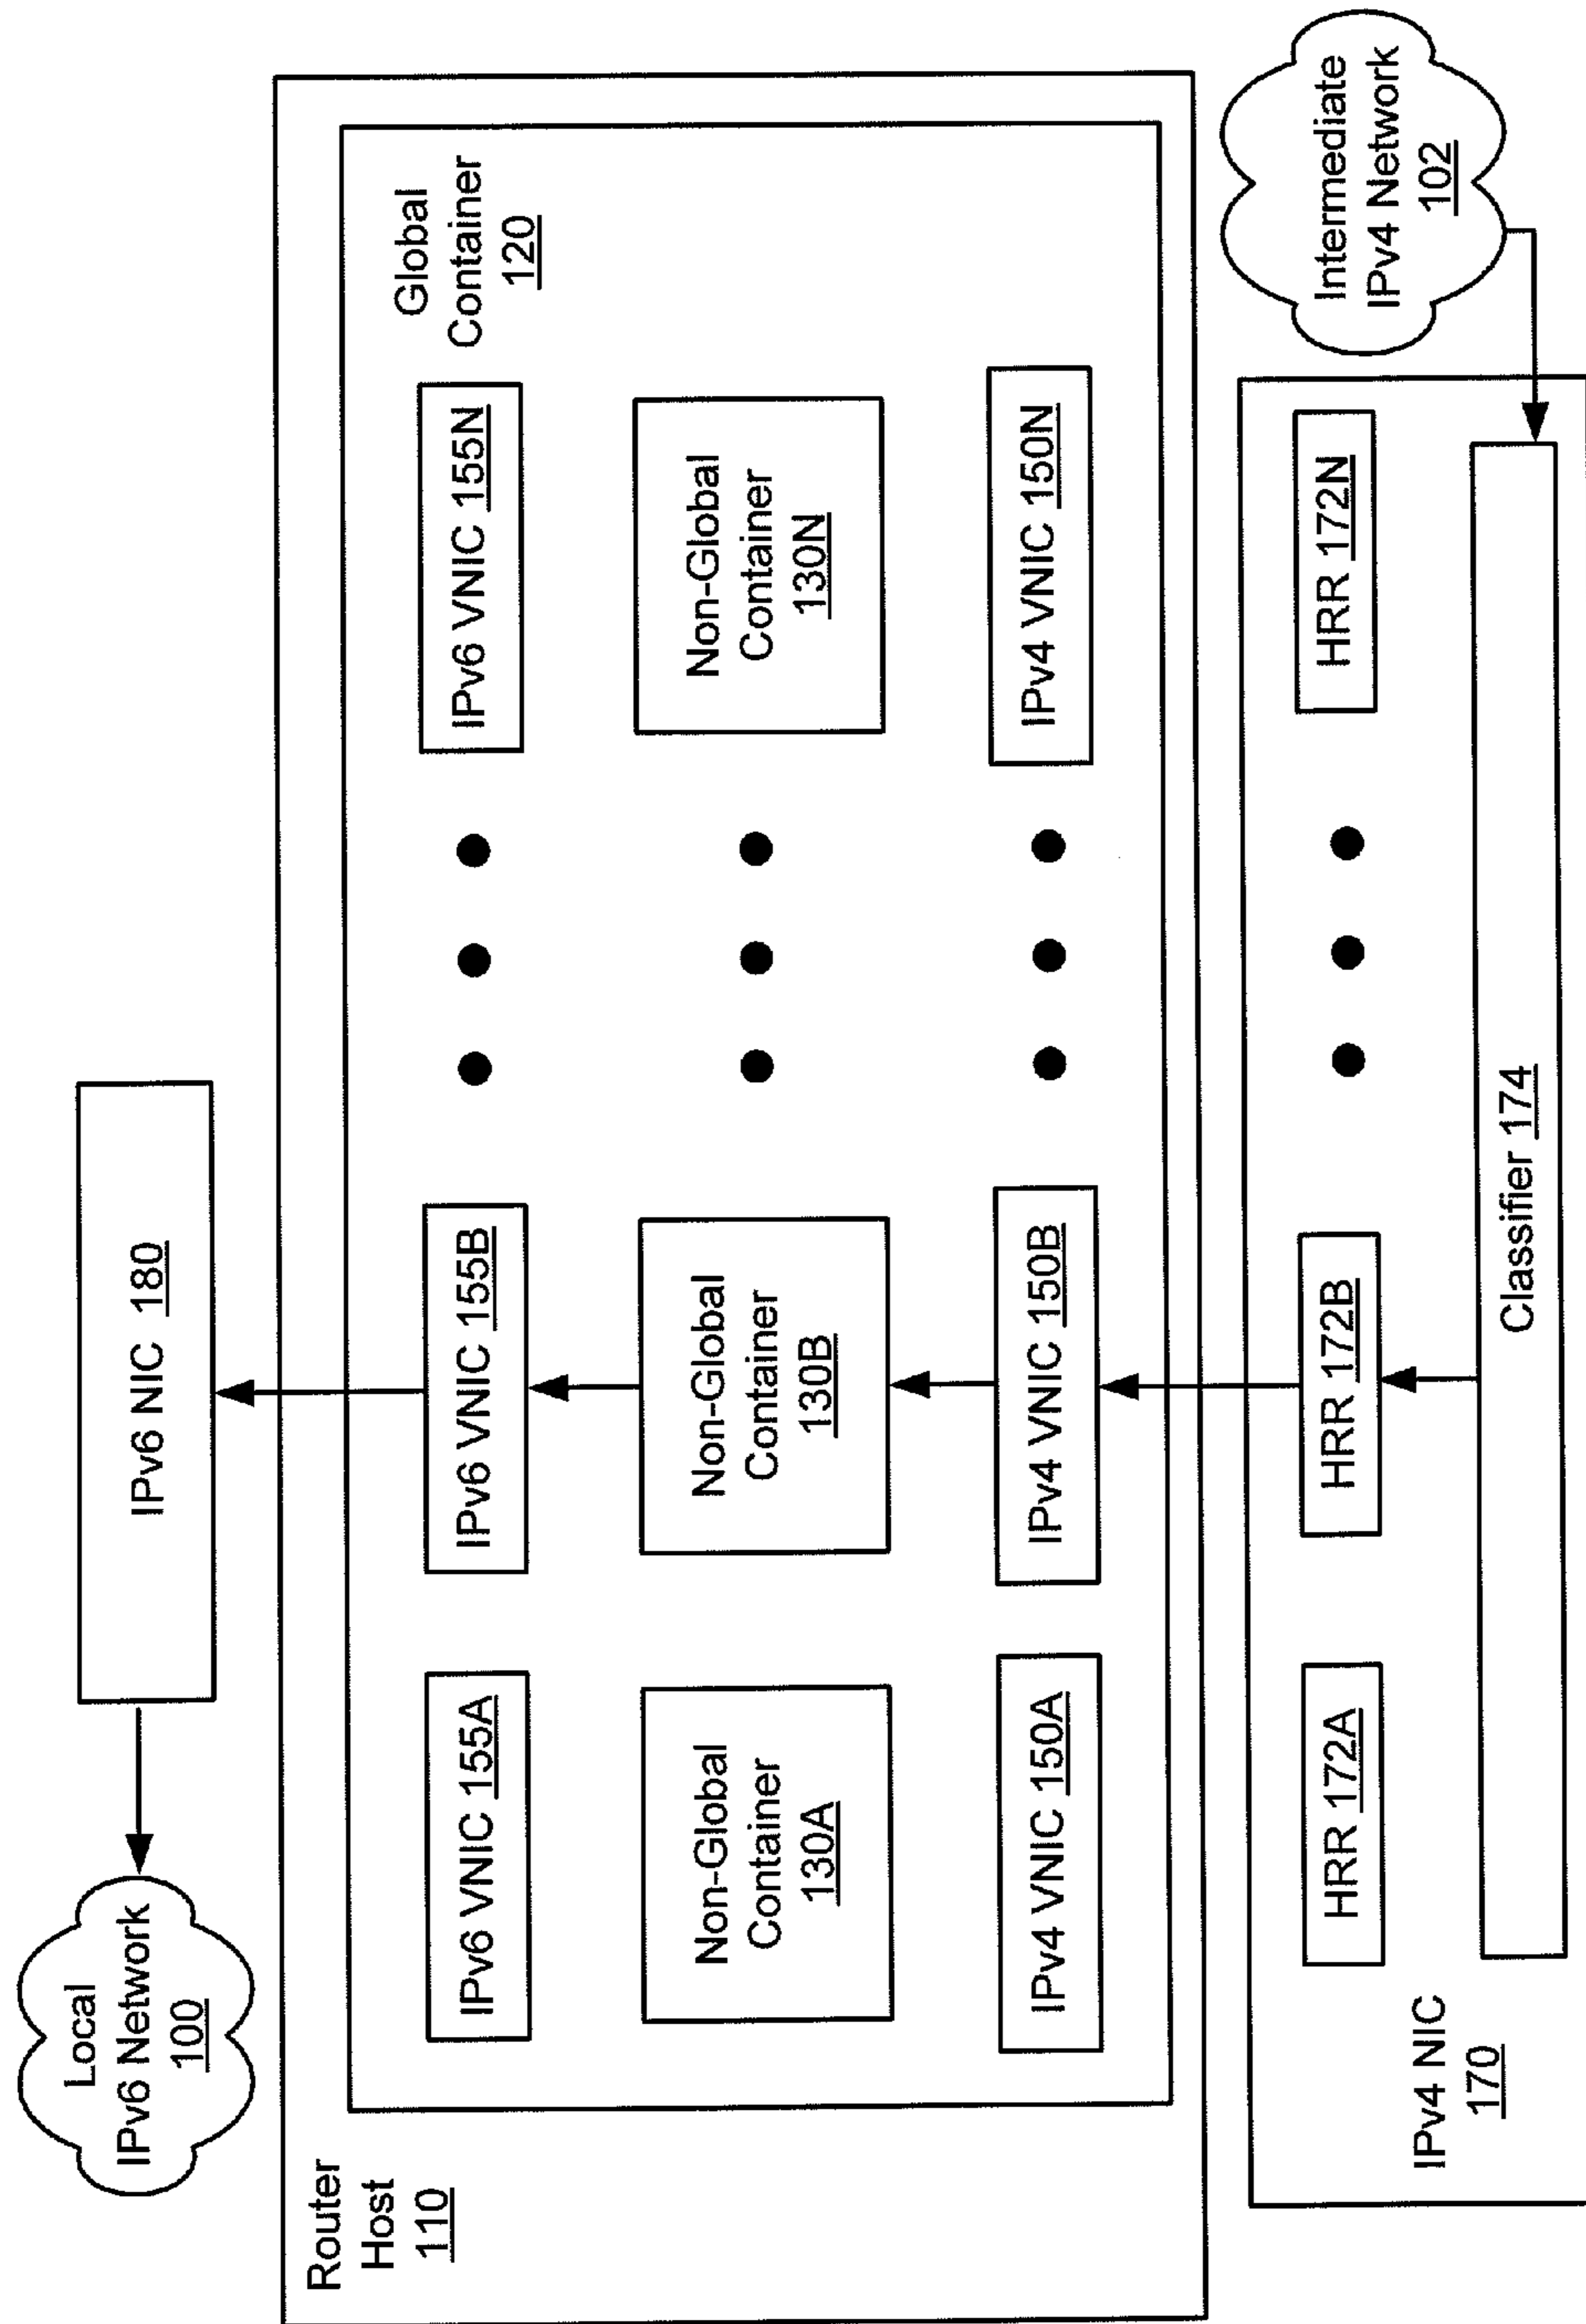 Local
IPv6 Network
100
IPv6 NIC 180
Router
Host
110
Global
Container
120
IPv6 VNIC 155A
IPv6 VNIC 155B
IPv6 VNIC 155N
Non-Global
Container
130A
Non-Global
Container
130B
Non-Global
Container
130N
IPv4 VNIC 150A
IPv4 VNIC 150B
IPv4 VNIC 150N
HRR 172A
HRR 172B
HRR 172N
IPv4 NIC
170
Classifier 174
Intermediate
IPv4 Network
102